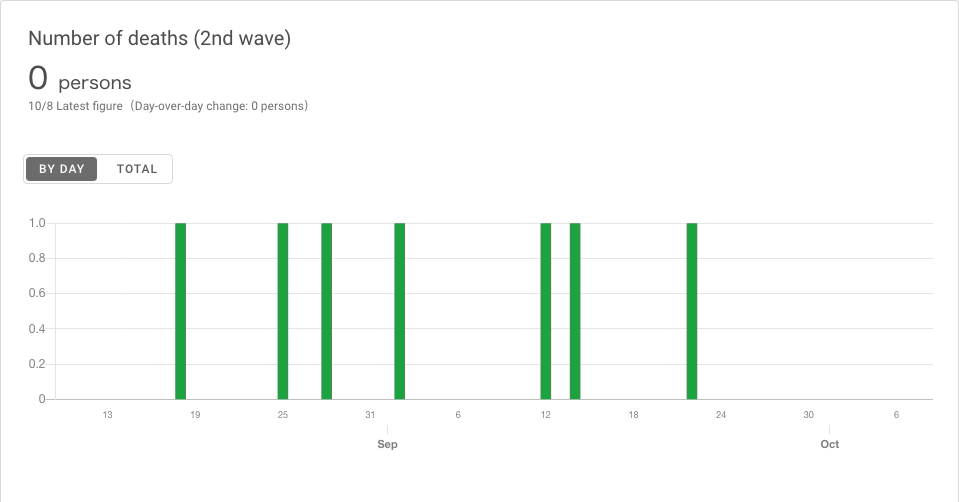 Number of deaths (2nd wave)
0 persons
10/8 Latest figure（Day-over-day change: 0 persons）
BY DAY TOTAL
1.0
0.8
0.6
0.4
0.2
0
13 19 25 31 6 12 18 24 30 6
Sep Oct